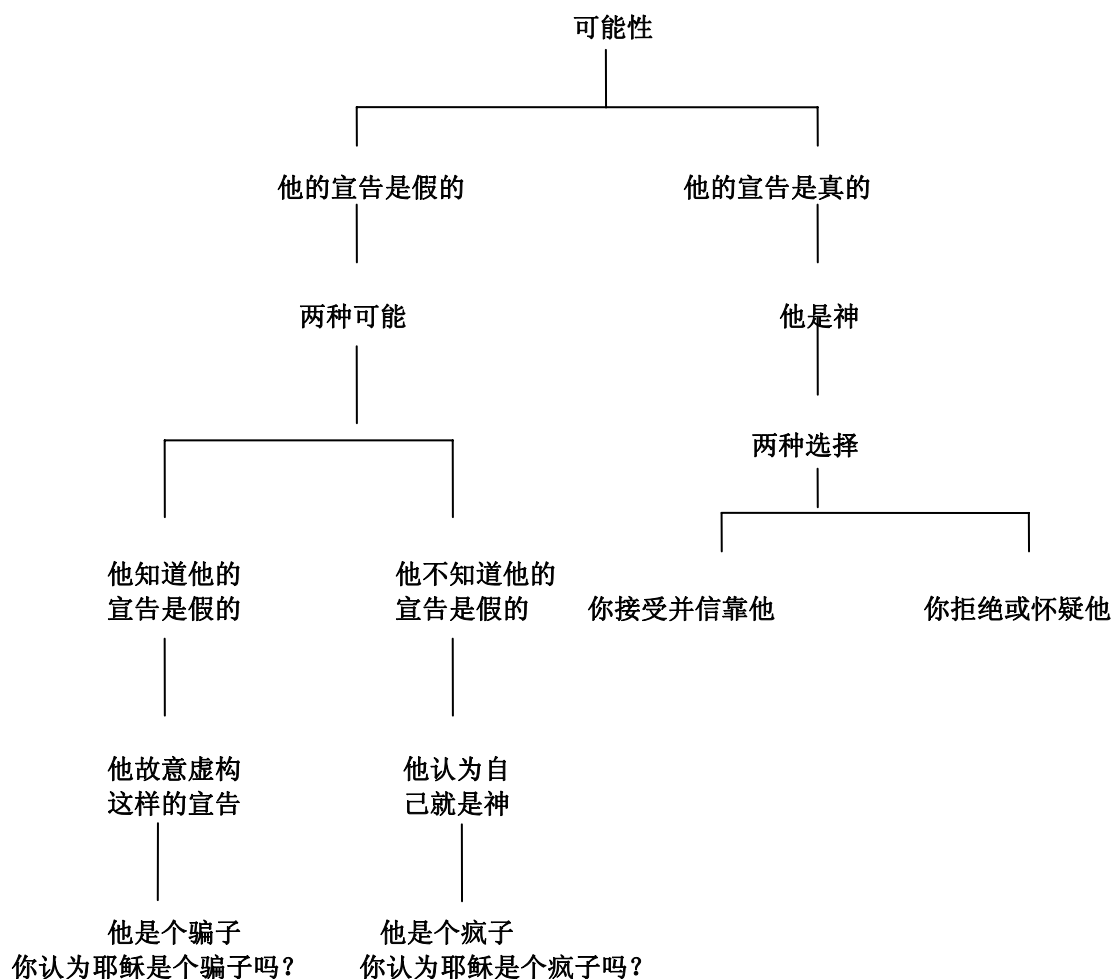 可能性
他的宣告是假的
他的宣告是真的
两种可能
他是神
两种选择
他知道他的
宣告是假的
他不知道他的
宣告是假的
你接受并信靠他
你拒绝或怀疑他
他故意虚构
这样的宣告
他认为自
己就是神
他是个骗子
你认为耶稣是个骗子吗？
他是个疯子
你认为耶稣是个疯子吗？